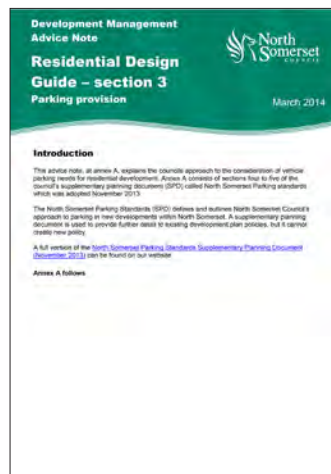 Development Management
Advice Note
Residential Design
Guide – section 3
Parking provision
North
Somerset
COUNCIL
March 2014
Introduction
This advice note, at annex A, explains the councils approach to the consideration of vehicle
parking needs for residential development. Annex A consists of sections four to five of the
council's supplementary planning document (SPD) called North Somerset Parking standards
which was adopted November 2013.
The North Somerset Parking Standards (SPD) defines and outlines North Somerset Council's
approach to parking in new developments within North Somerset. A supplementary planning
document is used to provide further detail to existing development plan policies, but it cannot
create new policy.
A full version of the North Somerset Parking Standards Supplementary Planning Document
(November 2013) can be found on our website
Annex A follows